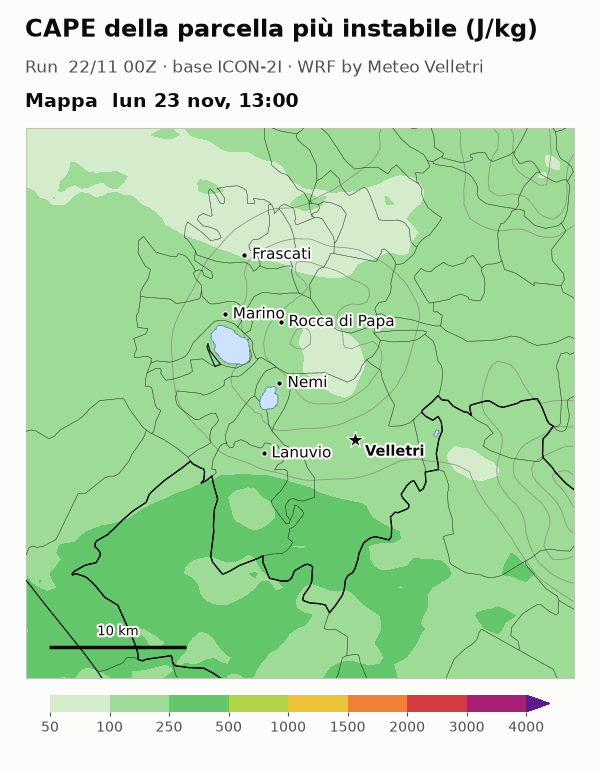 CAPE della parcella più instabile (J/kg)
Run  22/11 00Z · base ICON-2I · WRF by Meteo Velletri
Mappa  lun 23 nov, 13:00
Frascati
Marino
Rocca di Papa
Nemi
Velletri
Lanuvio
10 km
50 100 250 500 1000 1500 2000 3000 4000